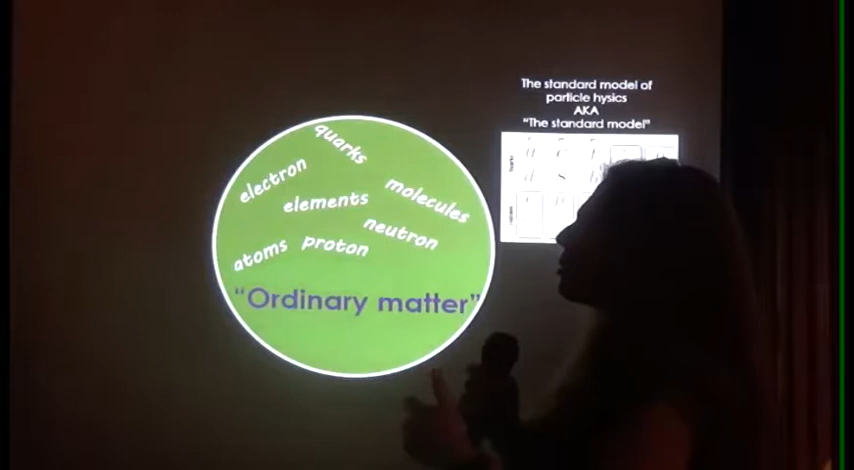 The standard model of
particle hysics
AKA
"The standard model"
quarks
electron
molecules
elements
neutron
atoms
proton
"Ordinary matter"